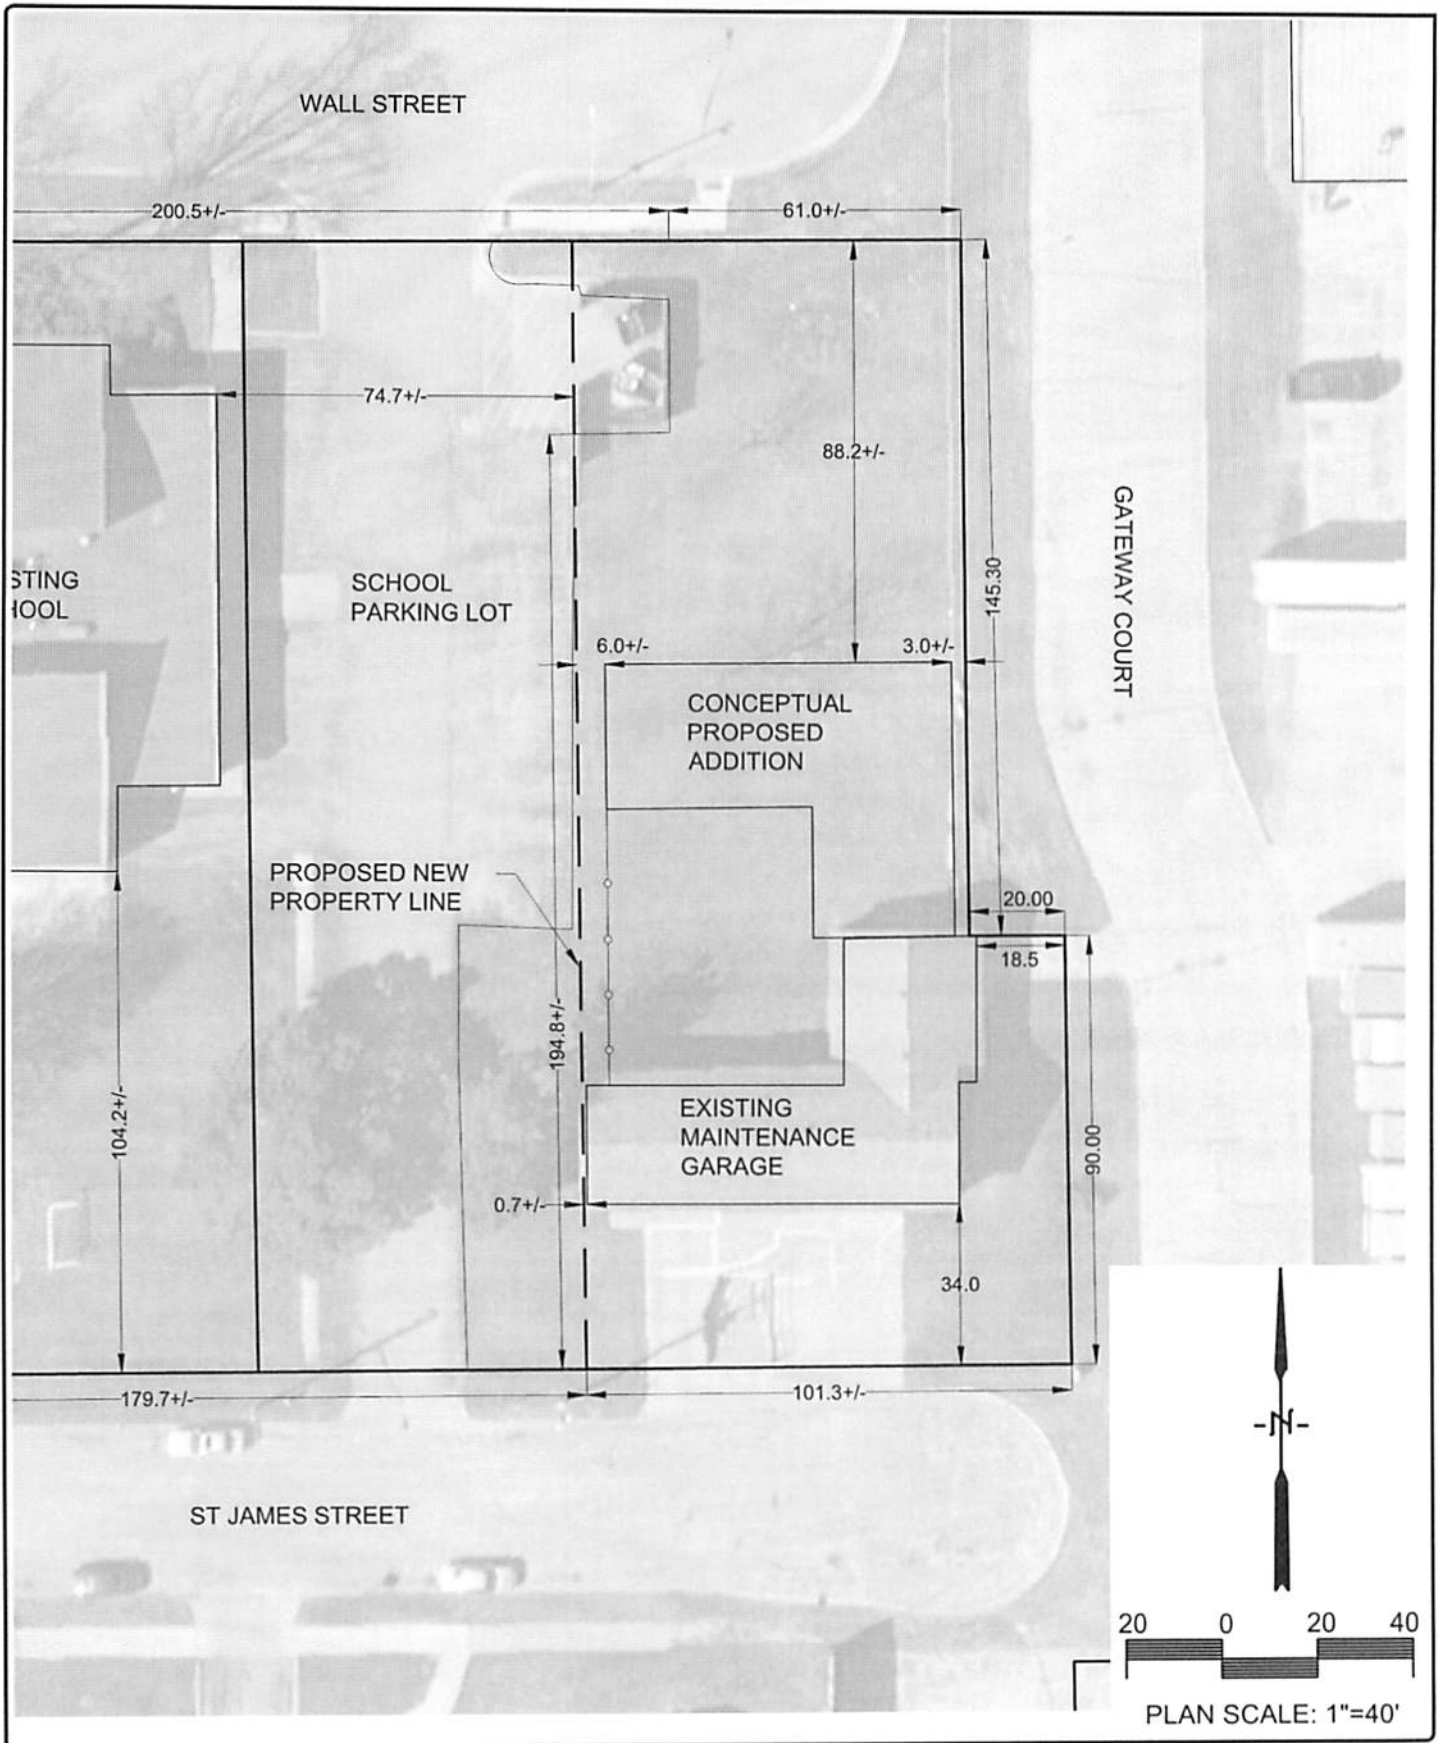 WALL STREET
200.5+/-
61.0+/-
74.7+/-
88.2+/-
GATEWAY COURT
145.30
STING
HOOL
SCHOOL
PARKING LOT
6.0+/-
3.0+/-
CONCEPTUAL
PROPOSED
ADDITION
PROPOSED NEW
PROPERTY LINE
20.00
18.5
194.8+/-
104.2+/-
EXISTING
MAINTENANCE
GARAGE
90.00
0.7+/-
34.0
179.7+/-
101.3+/-
N
ST JAMES STREET
20 0 20 40
PLAN SCALE: 1"=40'